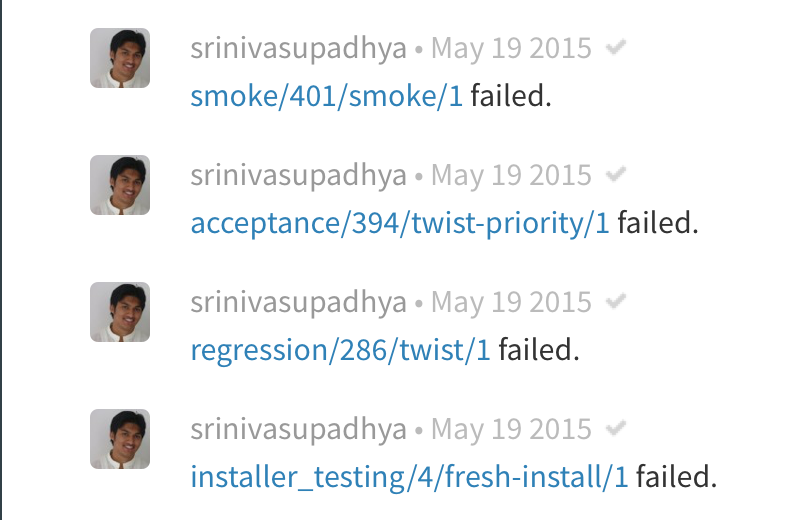 srinivasupadhya • May 19 2015
smoke/401/smoke/1 failed.
srinivasupadhya • May 19 2015
acceptance/394/twist-priority/1 failed.
srinivasupadhya • May 19 2015
regression/286/twist/1 failed.
srinivasupadhya • May 19 2015
installer_testing/4/fresh-install/1 failed.